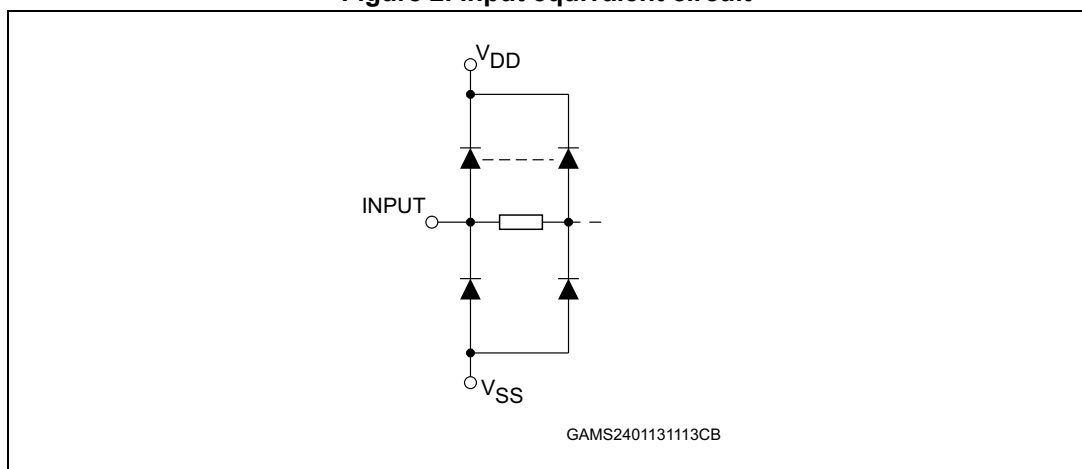 Figure 2. Input equivalent circuit
VDD
INPUT
VSS
GAMS2401131113CB